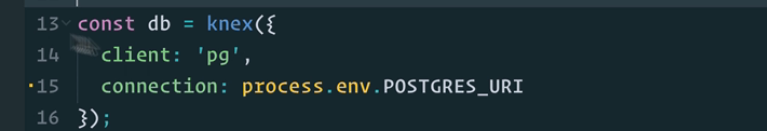 13 const db = knex({
14 client: 'pg',
15 connection: process.env.POSTGRES_URI
16 });